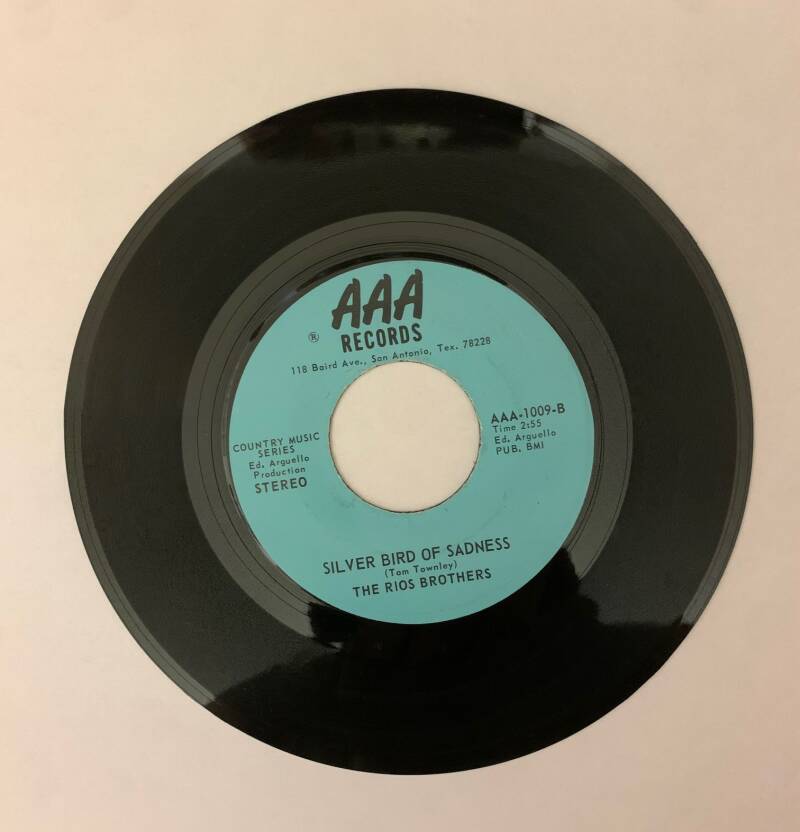 AAA
® RECORDS
118 Baird Ave., San Antonio, Tex. 78228
COUNTRY MUSIC
SERIES
Ed. Arguello
Production
STEREO
AAA-1009-B
Time 2:55
Ed. Arguello
PUB. BMI
SILVER BIRD OF SADNESS
(Tom Townley)
THE RIOS BROTHERS